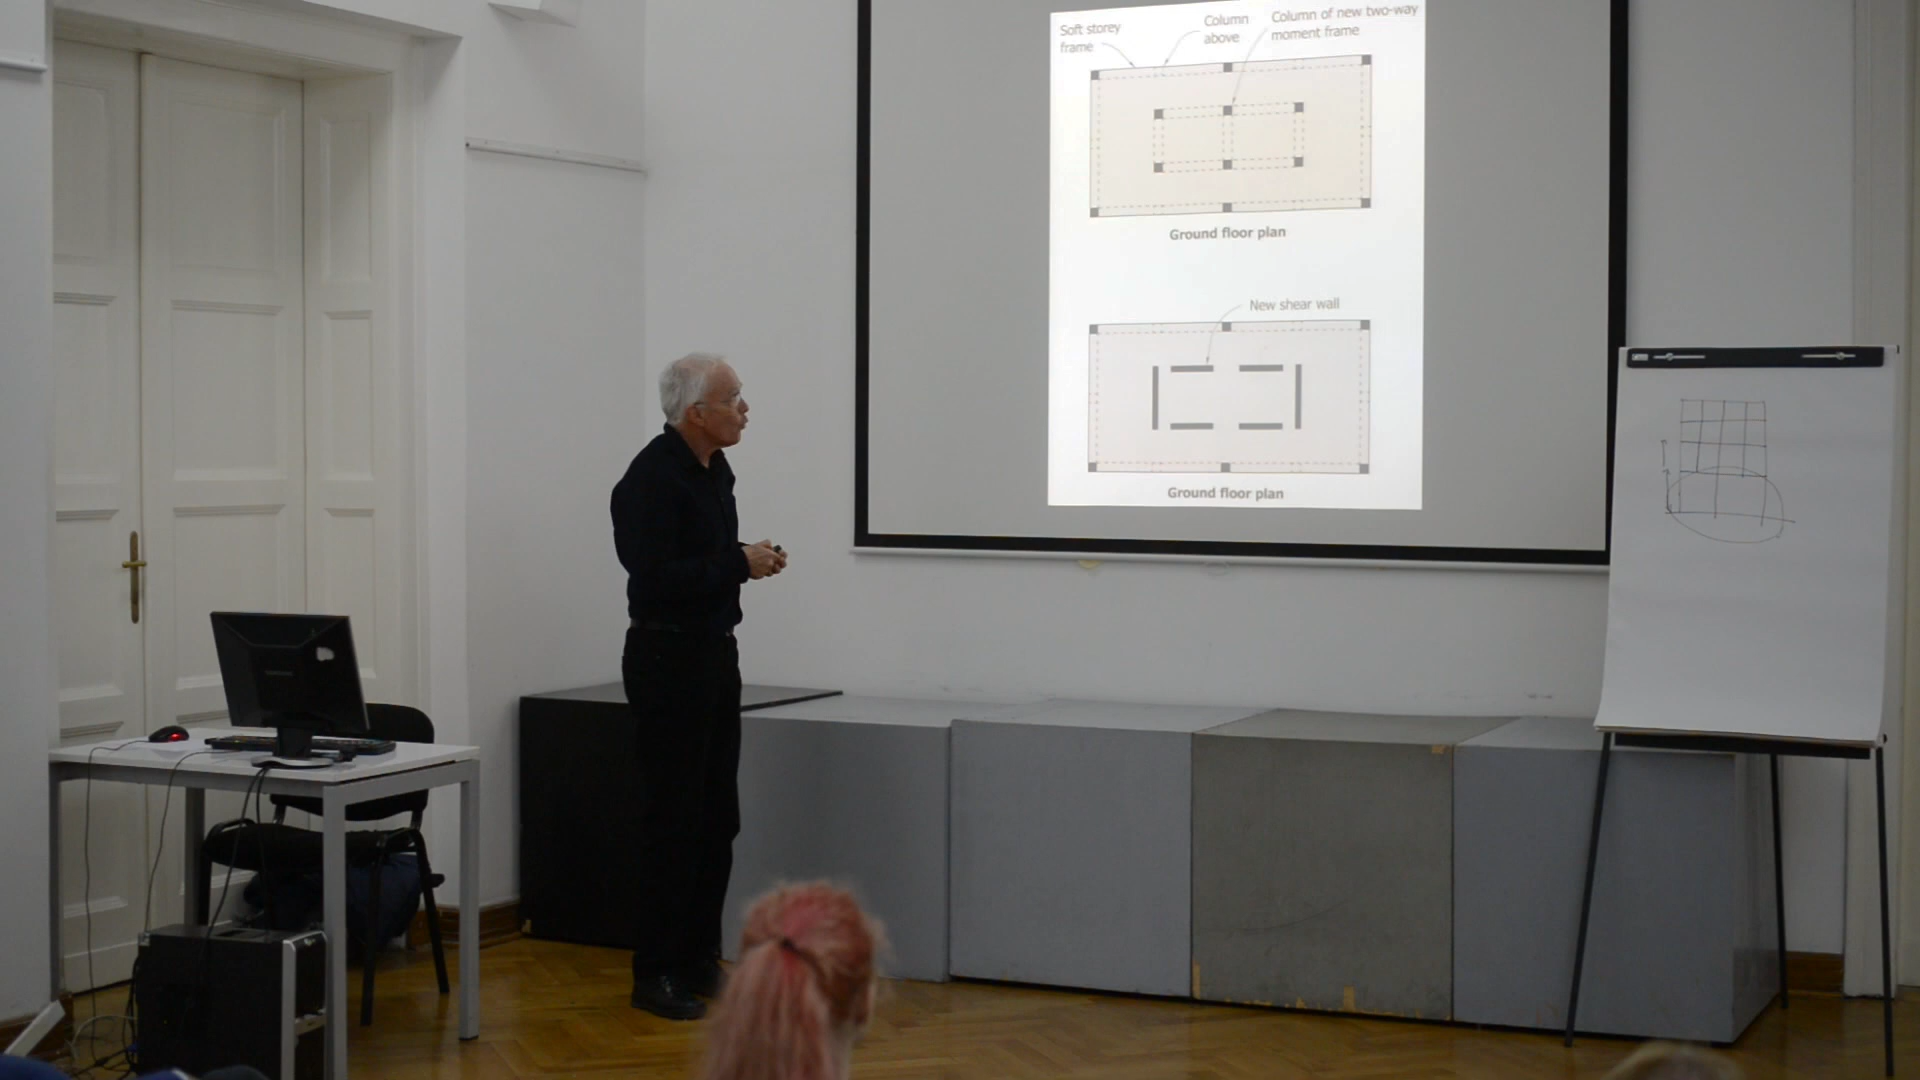 Soft storey
frame
Column
above
Column of new two-way
moment frame
Ground floor plan
New shear wall
Ground floor plan